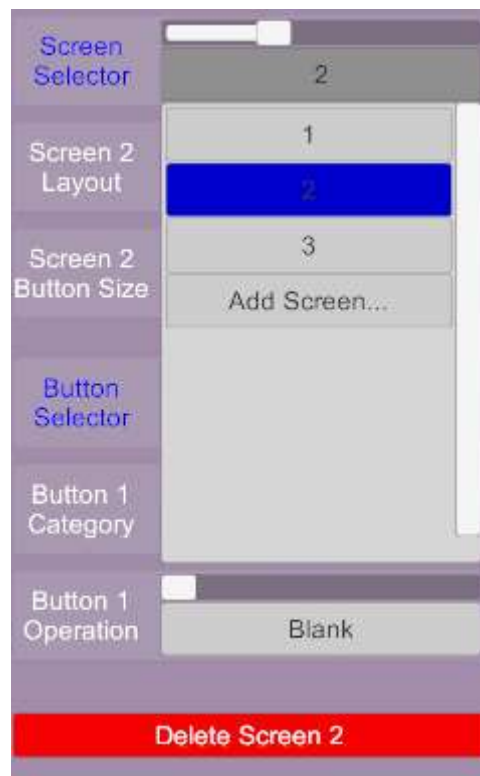 Screen
Selector
2
1
Screen 2
Layout
2
3
Screen 2
Button Size
Add Screen...
Button
Selector
Button 1
Category
Button 1
Operation
Blank
Delete Screen 2